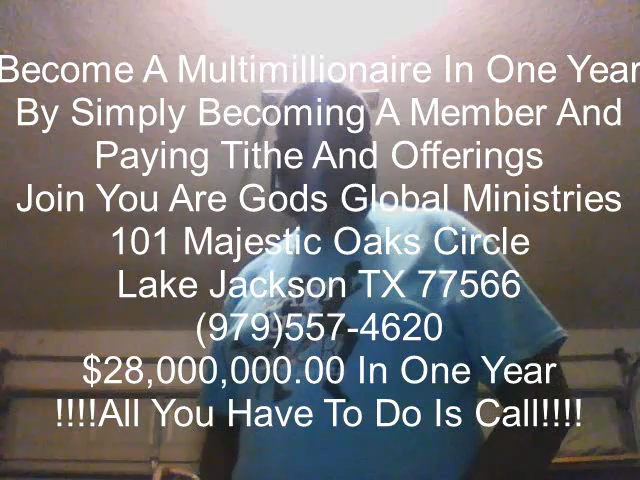 Become A Multimillionaire In One Year
By Simply Becoming A Member And
Paying Tithe And Offerings
Join You Are Gods Global Ministries
101 Majestic Oaks Circle
Lake Jackson TX 77566
(979)557-4620
$28,000,000.00 In One Year
!!!!All You Have To Do Is Call!!!!